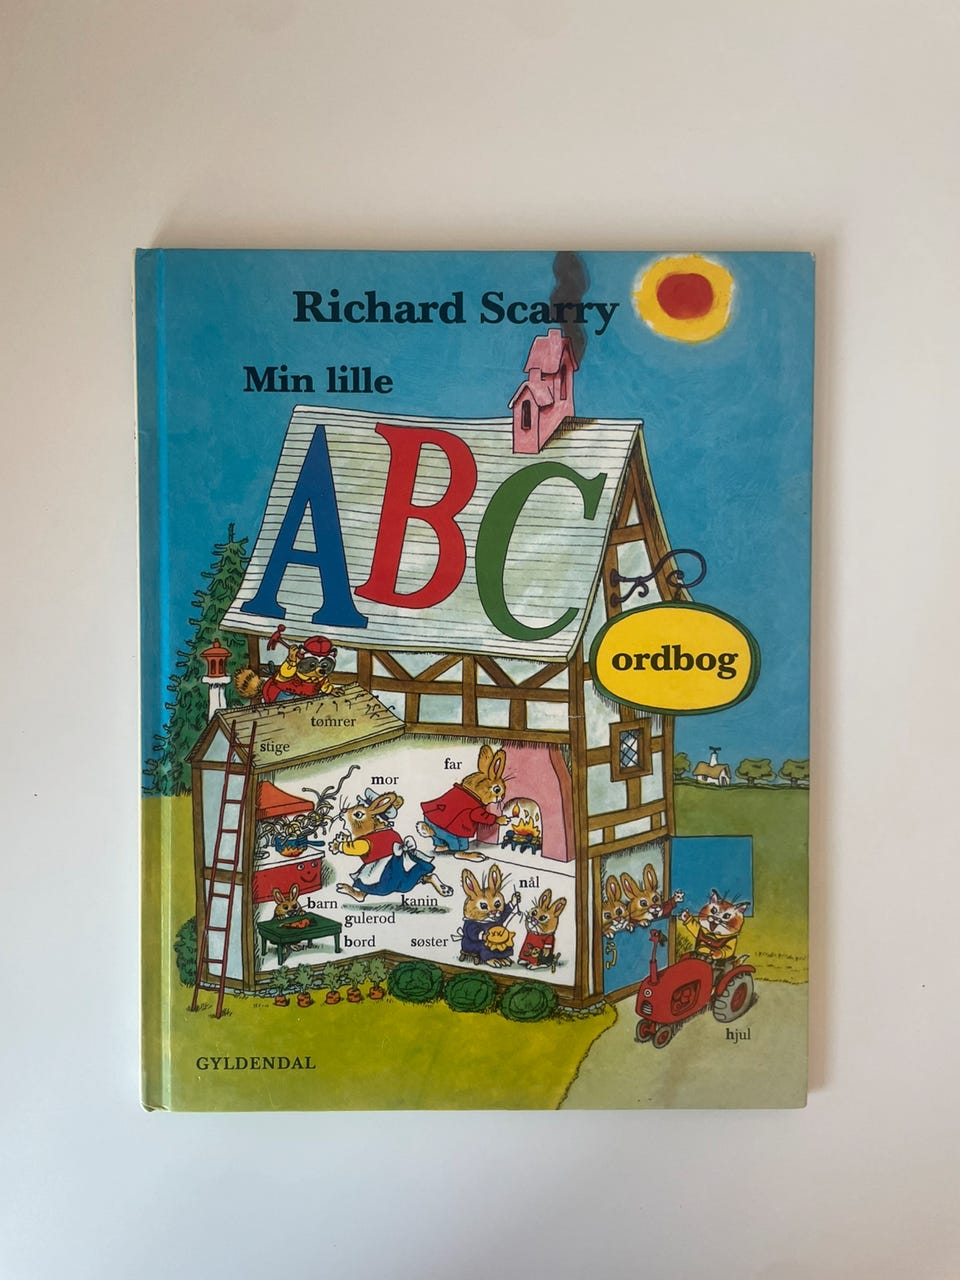 Richard Scarry
Min lille
ABC
ordbog
tømrer
stige
mor
far
nål
barn
kanin
gulerod
bord
søster
hjul
GYLDENDAL